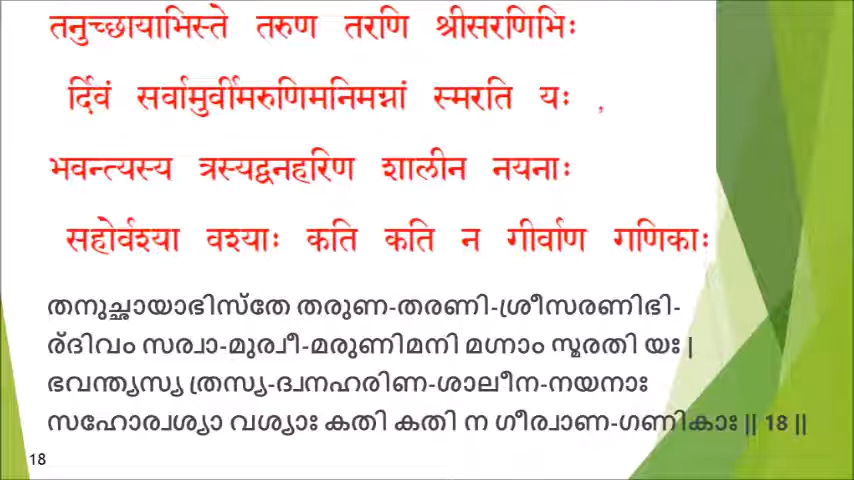 तनुच्छायाभिस्ते तरुण तरणि श्रीसरणिभिः
र्दिवं सर्वामुर्वीमरुणिमनिमग्नां स्मरति यः ,
भवन्त्यस्य त्रस्यद्वनहरिण शालीन नयनाः
सहोर्वश्या वश्याः कति कति न गीर्वाण गणिकाः
തനുച്ഛായാഭിസ്തേ തരുണ-തരണി-ശ്രീസരണിഭി-
ര്ദിവം സര്വാ-മുര്വീ-മരുണിമനി മഗ്നാം സ്മരതി യഃ |
ഭവന്ത്യസ്യ ത്രസ്യ-ദ്വനഹരിണ-ശാലീന-നയനാഃ
സഹോര്വശ്യാ വശ്യാഃ കതി കതി ന ഗീര്വാണ-ഗണികാഃ || 18 ||
18